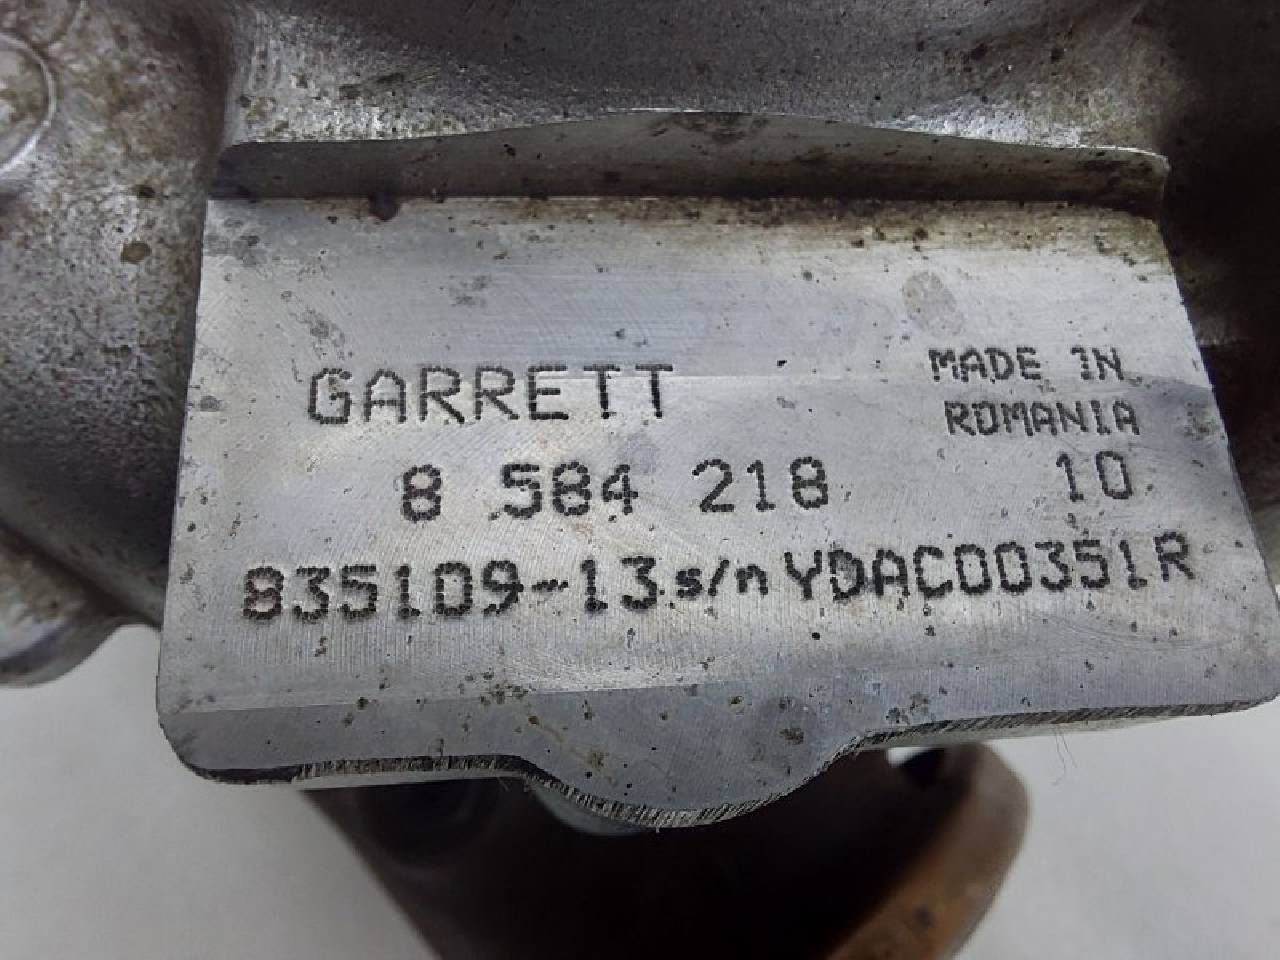 GARRETT
MADE IN
ROMANIA
8 584 218 10
835109-13 s/n YDAC00351R